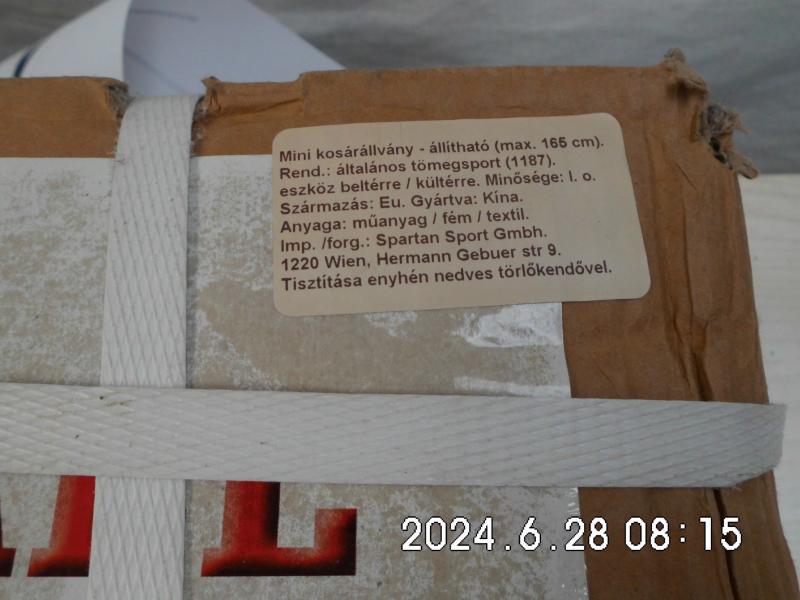 Mini kosárállvány - állítható (max. 165 cm).
Rend.: általános tömegsport (1187).
eszköz beltérre / kültérre. Minősége: I. o.
Származás: Eu. Gyártva: Kína.
Anyaga: műanyag / fém / textil.
Imp. /forg.: Spartan Sport Gmbh.
1220 Wien, Hermann Gebuer str 9.
Tisztítása enyhén nedves törlőkendővel.
2024.6.28 08:15